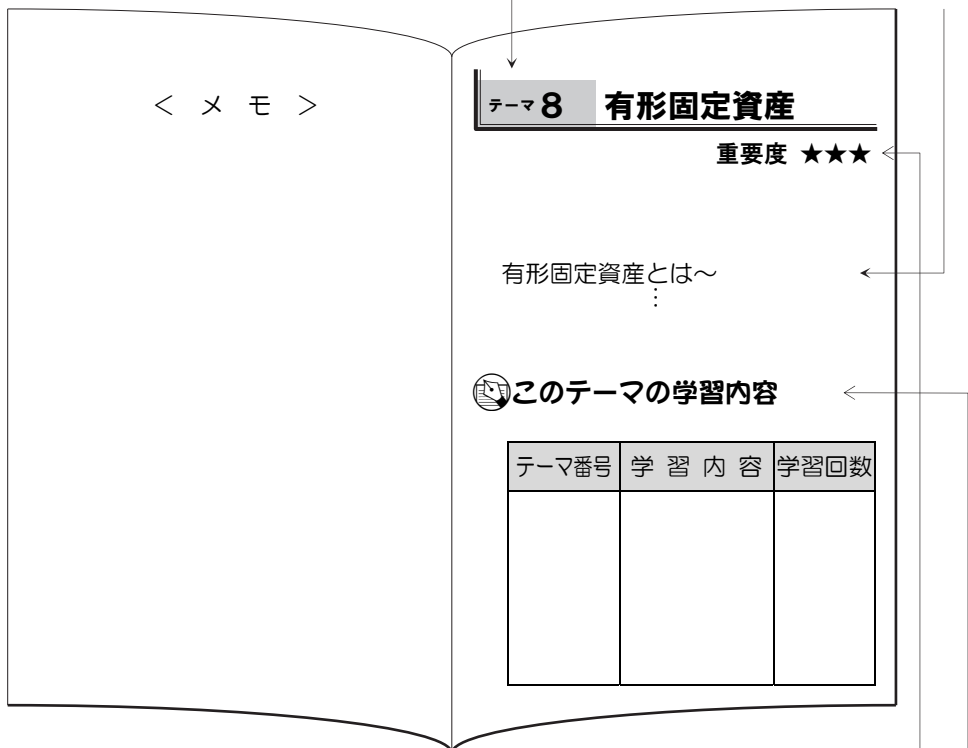 < メ モ >
テーマ 8 有形固定資産
重要度 ★★★
有形固定資産とは～
⋮
このテーマの学習内容
テーマ番号 学 習 内 容 学習回数